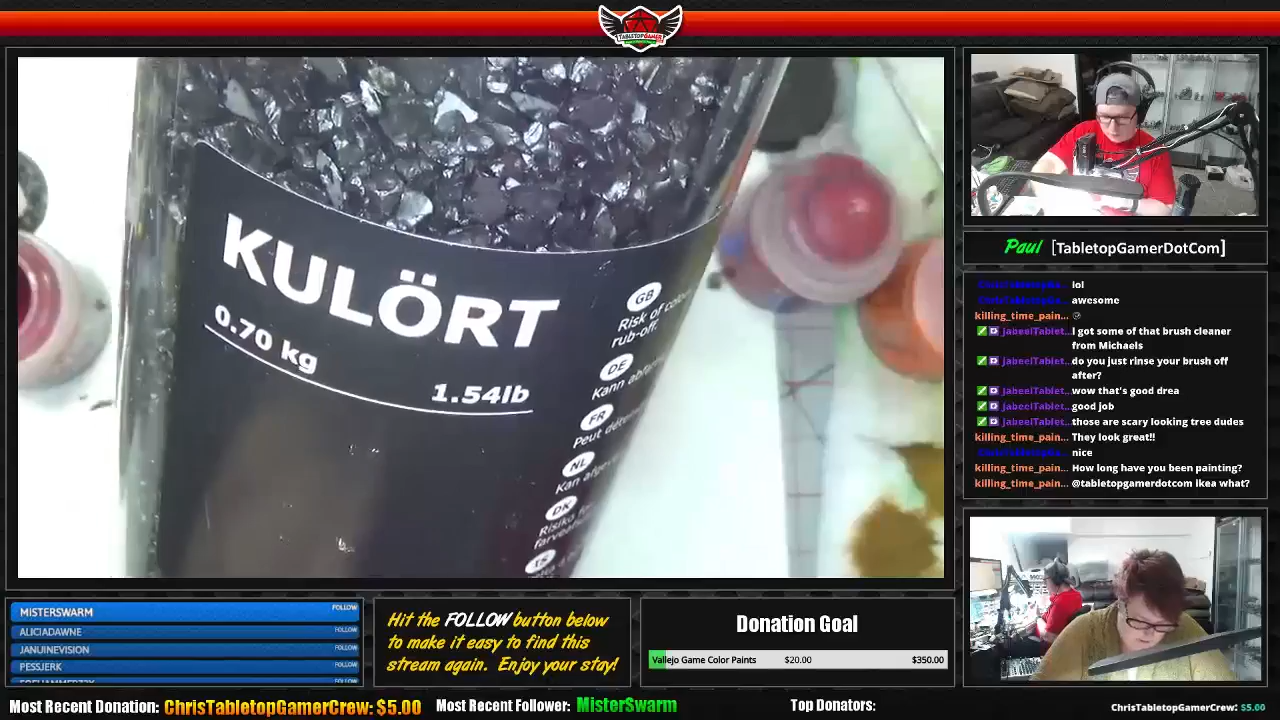 TABLETOPGAMER
KULÖRT
0.70 kg
1.54lb
GB
Risk of
rub-off.
DE
Kann
FR
Peut
NL
Kan
DK
Paul [TabletopGamerDotCom]
lol
awesome
killing_time_pain...
JabeelTablet... I got some of that brush cleaner
from Michaels
JabeelTablet... do you just rinse your brush off
after?
JabeelTablet... wow that's good drea
JabeelTablet... good job
JabeelTablet... those are scary looking tree dudes
killing_time_pain... They look great!!
nice
killing_time_pain... How long have you been painting?
killing_time_pain... @tabletopgamerdotcom Ikea what?
MISTERSWARM FOLLOW
ALICIADAWNE FOLLOW
JANUINEVISION FOLLOW
PESSJERK FOLLOW
Hit the FOLLOW button below
to make it easy to find this
stream again. Enjoy your stay!
Donation Goal
Vallejo Game Color Paints $20.00 $350.00
Most Recent Donation: ChrisTabletopGamerCrew: $5.00 Most Recent Follower: MisterSwarm Top Donators: ChrisTabletopGamerCrew: $5.00